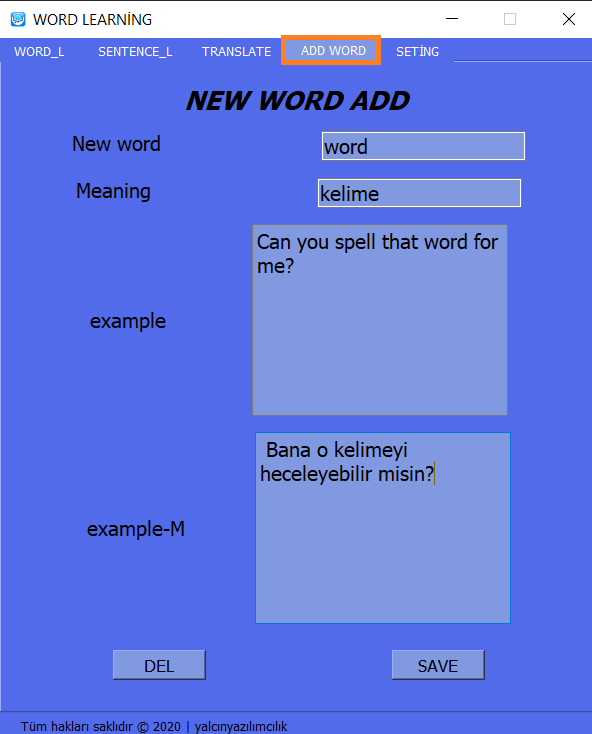 WORD LEARNİNG
WORD_L SENTENCE_L TRANSLATE ADD WORD SETİNG
NEW WORD ADD
New word word
Meaning kelime
Can you spell that word for
me?
example
Bana o kelimeyi
heceleyebilir misin?
example-M
DEL SAVE
Tüm hakları saklıdır © 2020 | yalcınyazılımcılık